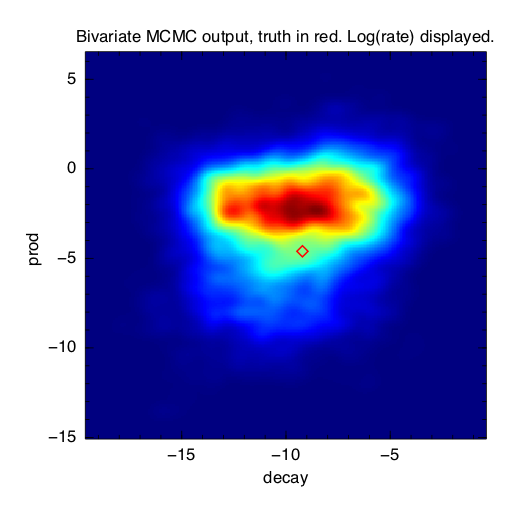 Bivariate MCMC output, truth in red. Log(rate) displayed.
5
0
−5
−10
−15
prod
−15 −10 −5
decay